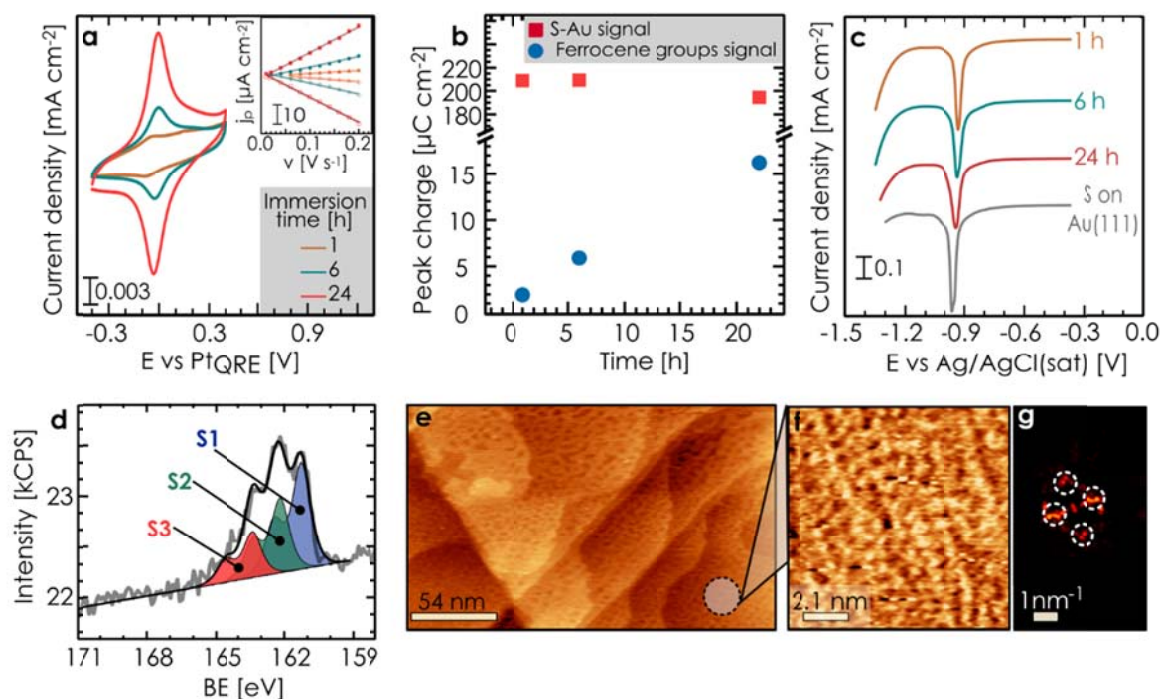 a
Current density [mA cm-2]
0.003
-0.3 0.3 0.9
E vs PtQRE [V]
jp [µA cm-2]
10
0.0 0.1 0.2
v [V s-1]
Immersion
time [h]
1
6
24
b
S-Au signal
Ferrocene groups signal
Peak charge [µC cm-2]
220
200
180
15
10
5
0
0 5 10 15 20
Time [h]
c
Current density [mA cm-2]
1 h
6 h
24 h
S on
Au(111)
0.1
-1.5 -1.2 -0.9 -0.6 -0.3 0.0
E vs Ag/AgCl(sat) [V]
d
Intensity [kCPS]
23
22
S1
S2
S3
171 168 165 162 159
BE [eV]
e
54 nm
f
2.1 nm
g
1nm-1